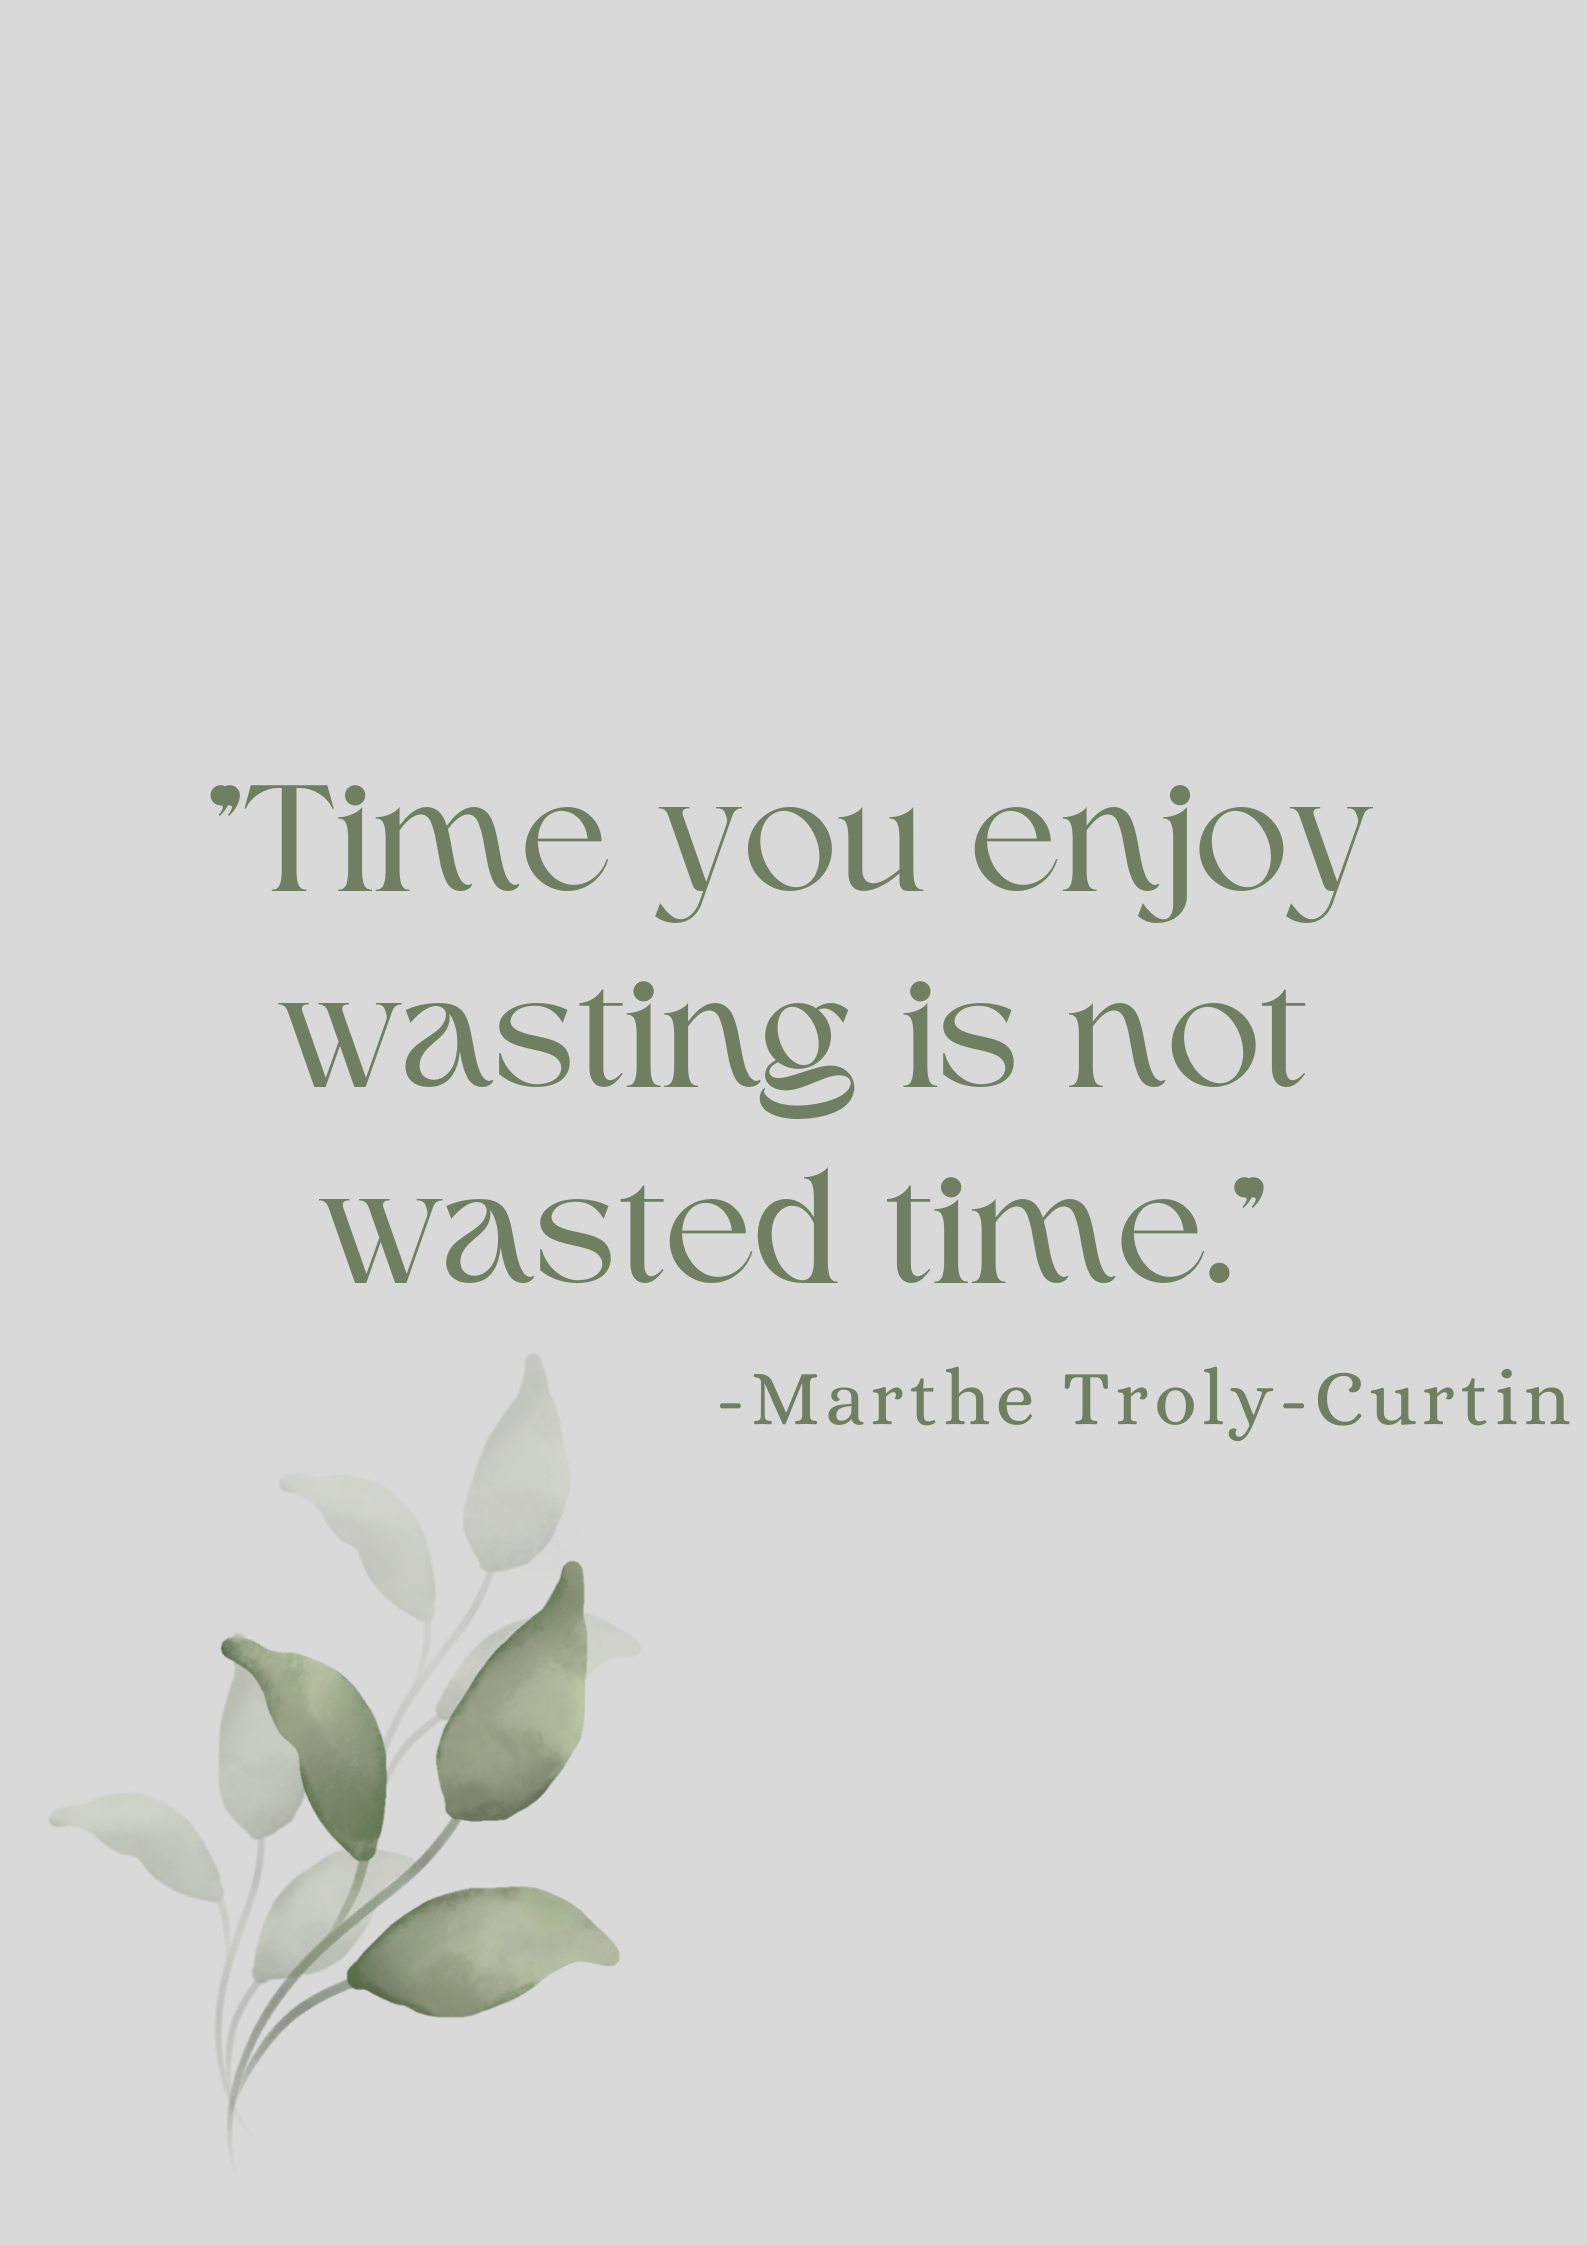 ”Time you enjoy
wasting is not
wasted time.”
-Marthe Troly-Curtin